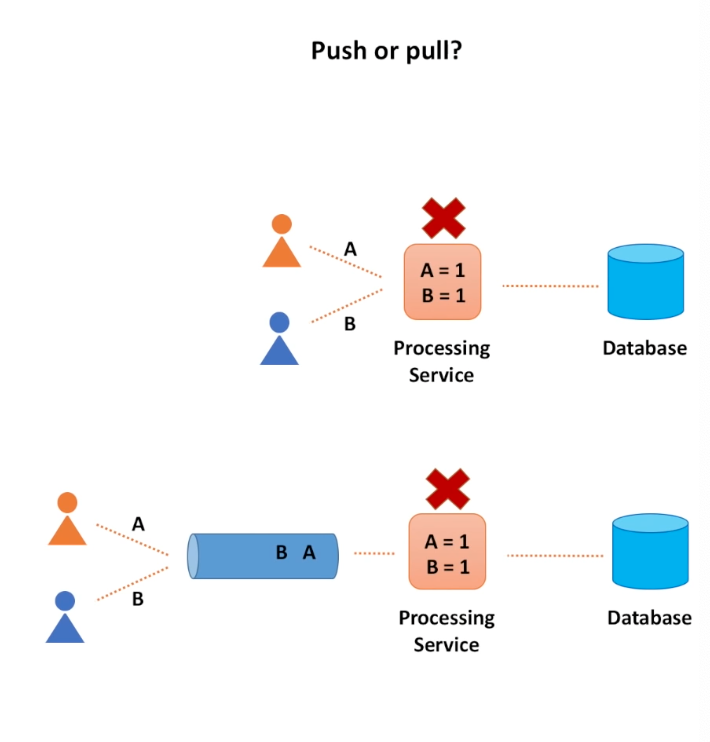 Push or pull?
A
A = 1
B = 1
B
Processing
Service
Database
A
B A
A = 1
B = 1
B
Processing
Service
Database